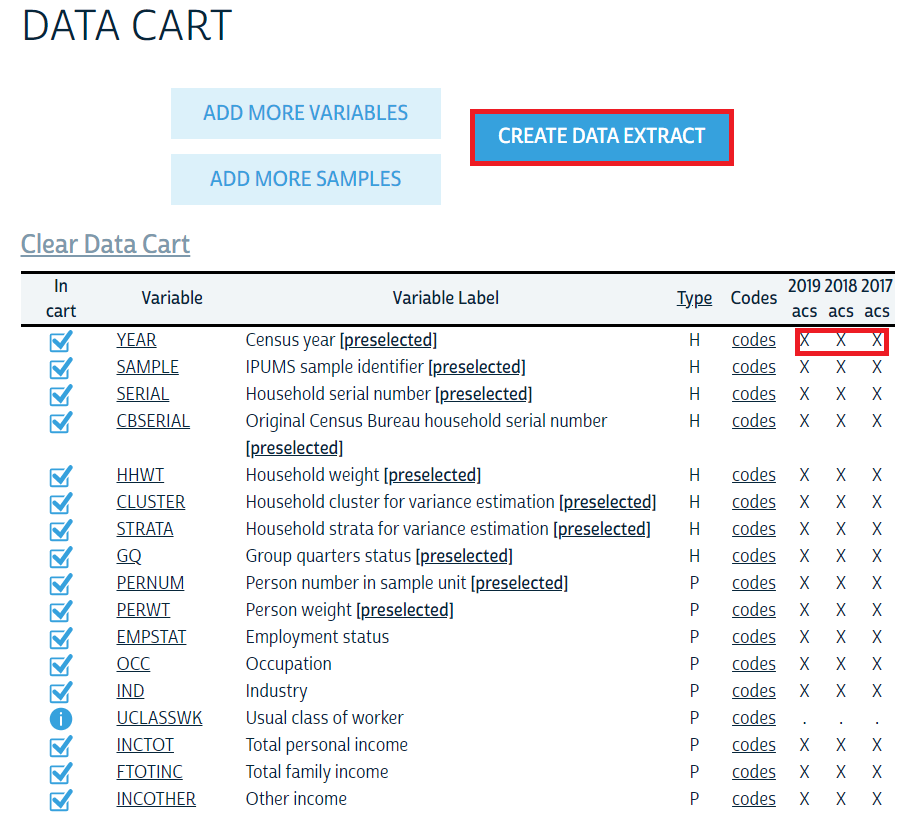 DATA CART
ADD MORE VARIABLES
CREATE DATA EXTRACT
ADD MORE SAMPLES
Clear Data Cart
In cart Variable Variable Label Type Codes 2019 acs 2018 acs 2017 acs
YEAR Census year [preselected] H codes X X X
SAMPLE IPUMS sample identifier [preselected] H codes X X X
SERIAL Household serial number [preselected] H codes X X X
CBSERIAL Original Census Bureau household serial number H codes X X X
[preselected]
HHWT Household weight [preselected] H codes X X X
CLUSTER Household cluster for variance estimation [preselected] H codes X X X
STRATA Household strata for variance estimation [preselected] H codes X X X
GQ Group quarters status [preselected] H codes X X X
PERNUM Person number in sample unit [preselected] P codes X X X
PERWT Person weight [preselected] P codes X X X
EMPSTAT Employment status P codes X X X
OCC Occupation P codes X X X
IND Industry P codes X X X
i UCLASSWK Usual class of worker P codes . . .
INCTOT Total personal income P codes X X X
FTOTINC Total family income P codes X X X
INCOTHER Other income P codes X X X